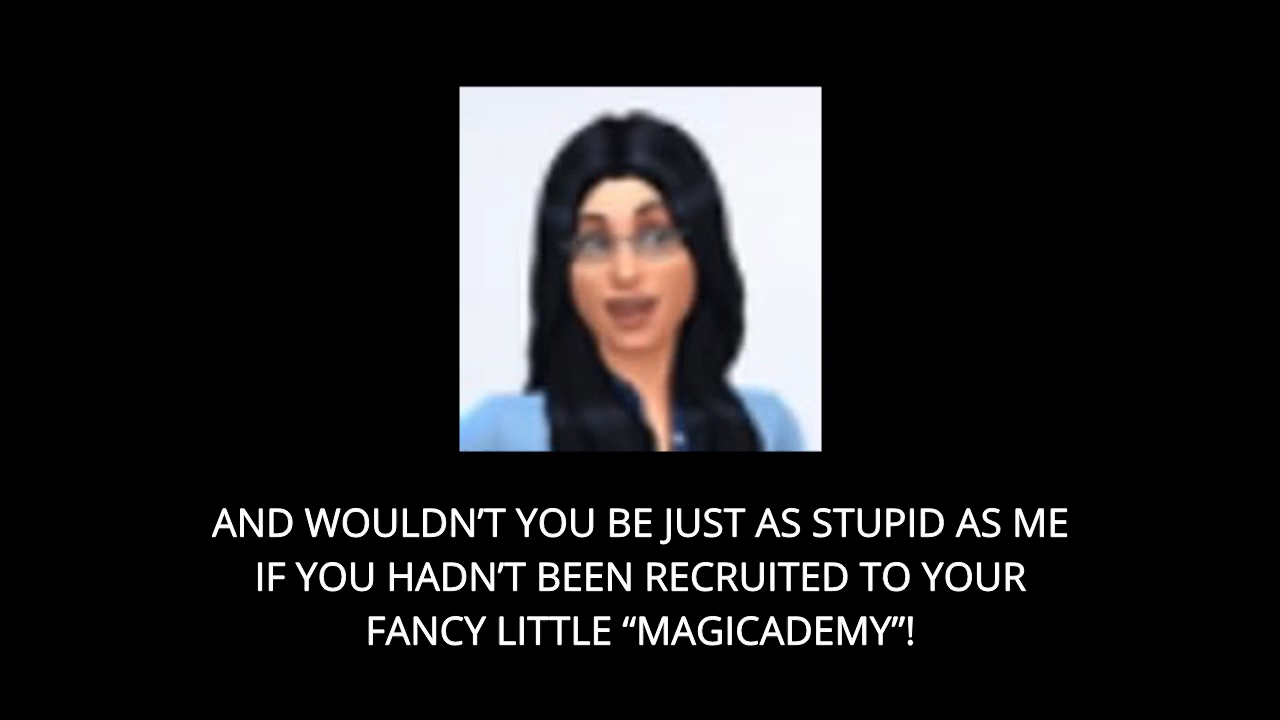 AND WOULDN’T YOU BE JUST AS STUPID AS ME
IF YOU HADN’T BEEN RECRUITED TO YOUR
FANCY LITTLE “MAGICADEMY”!